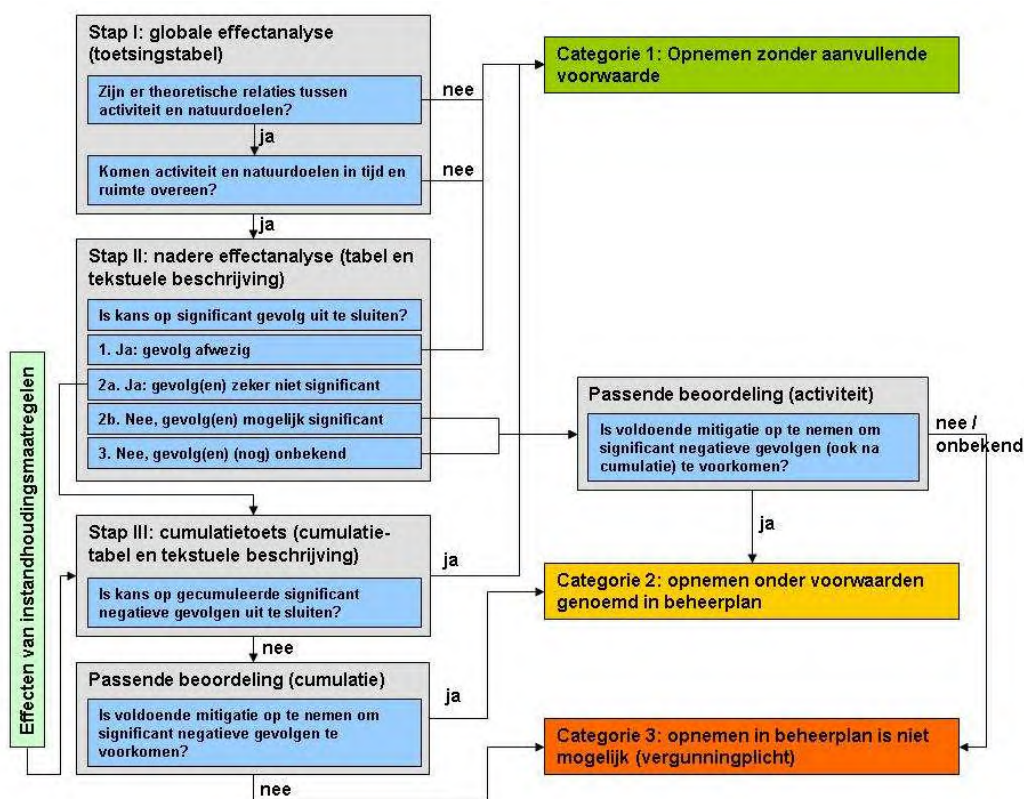 Stap I: globale effectanalyse
(toetsingstabel)
Zijn er theoretische relaties tussen
activiteit en natuurdoelen?
nee
ja
Komen activiteit en natuurdoelen in tijd en
ruimte overeen?
nee
ja
Categorie 1: Opnemen zonder aanvullende
voorwaarde
Stap II: nadere effectanalyse (tabel en
tekstuele beschrijving)
Is kans op significant gevolg uit te sluiten?
1. Ja: gevolg afwezig
2a. Ja: gevolg(en) zeker niet significant
2b. Nee, gevolg(en) mogelijk significant
3. Nee, gevolg(en) (nog) onbekend
Effecten van instandhoudingsmaatregelen
Passende beoordeling (activiteit)
Is voldoende mitigatie op te nemen om
significant negatieve gevolgen (ook na
cumulatie) te voorkomen?
nee /
onbekend
ja
Stap III: cumulatietoets (cumulatie-
tabel en tekstuele beschrijving)
Is kans op gecumuleerde significant
negatieve gevolgen uit te sluiten?
ja
nee
Categorie 2: opnemen onder voorwaarden
genoemd in beheerplan
Passende beoordeling (cumulatie)
Is voldoende mitigatie op te nemen om
significant negatieve gevolgen te
voorkomen?
ja
nee
Categorie 3: opnemen in beheerplan is niet
mogelijk (vergunningplicht)